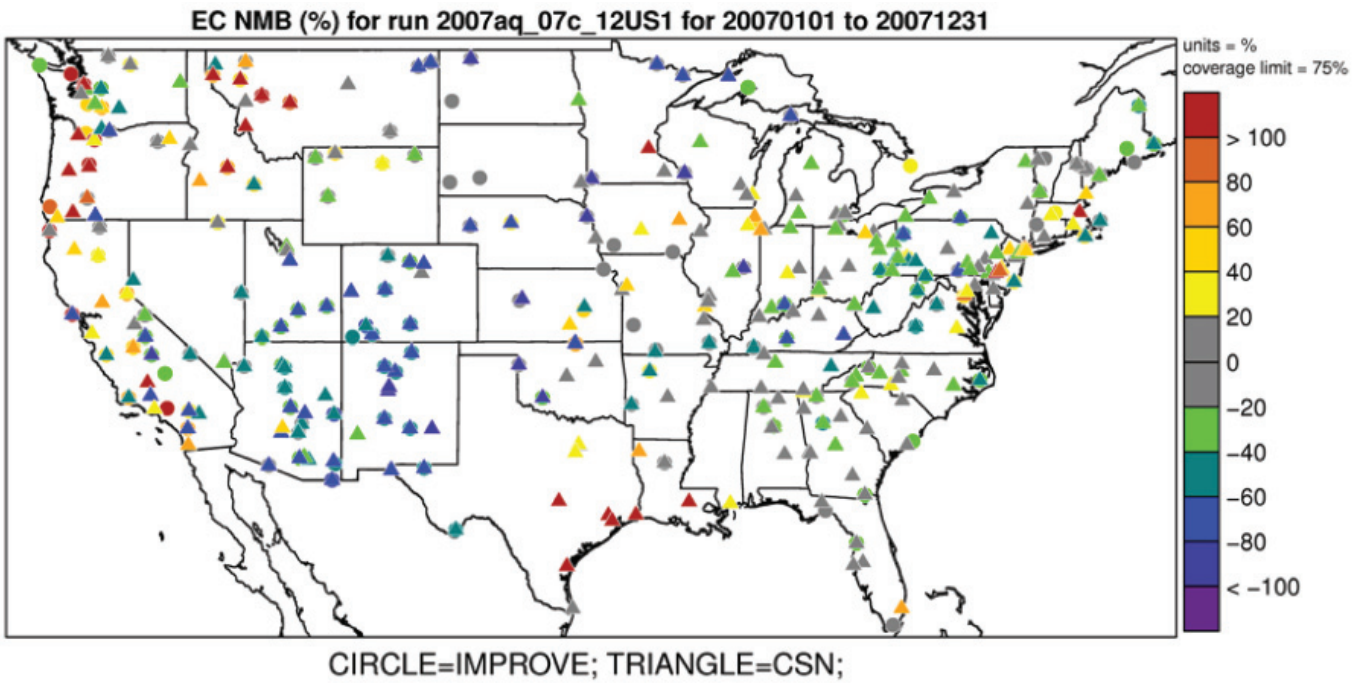 EC NMB (%) for run 2007aq_07c_12US1 for 20070101 to 20071231
units = %
coverage limit = 75%
> 100
80
60
40
20
0
−20
−40
−60
−80
< −100
CIRCLE=IMPROVE; TRIANGLE=CSN;